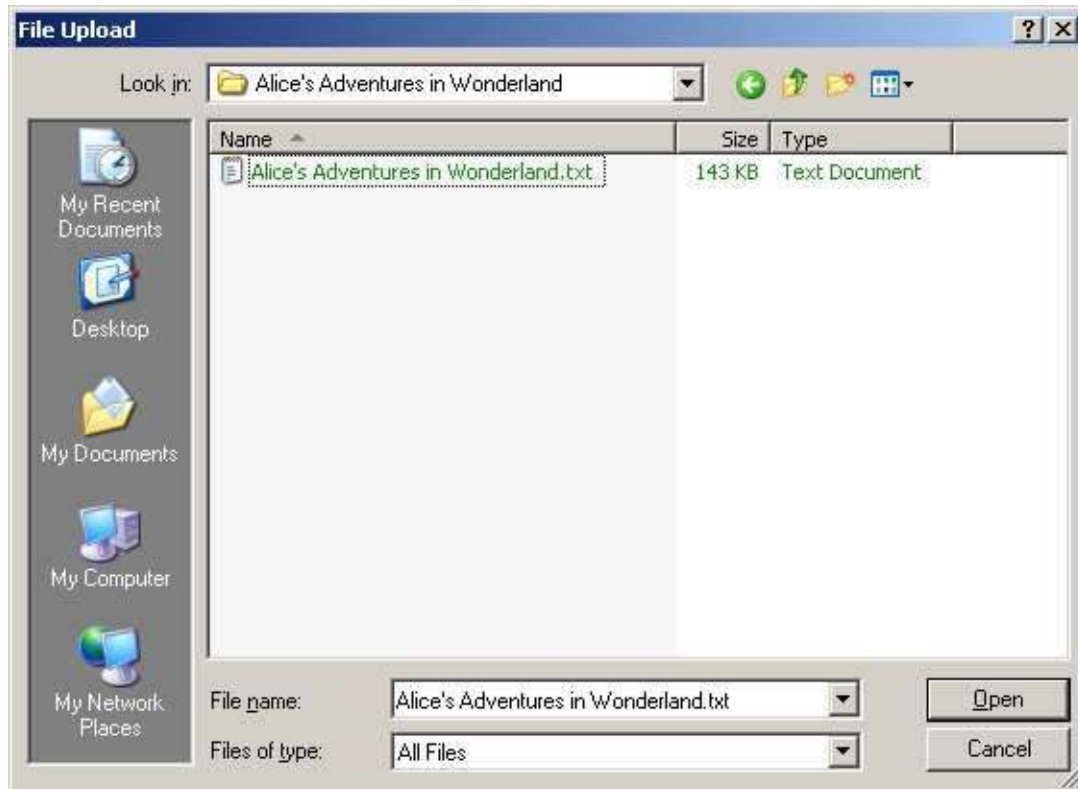 File Upload
Look in:
Alice's Adventures in Wonderland
Name
Size
Type
Alice's Adventures in Wonderland.txt
143 KB
Text Document
My Recent
Documents
Desktop
My Documents
My Computer
My Network
Places
File name:
Alice's Adventures in Wonderland.txt
Open
Files of type:
All Files
Cancel